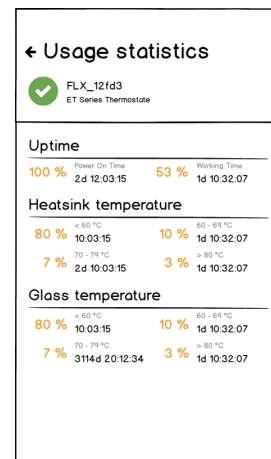 ← Usage statistics
FLX_12fd3
ET Series Thermostate
Uptime
100 % Power On Time 53 % Working Time
2d 12:03:15 1d 10:32:07
Heatsink temperature
80 % < 60 °C 10 % 60 - 69 °C
10:03:15 1d 10:32:07
7 % 70 - 79 °C 3 % > 80 °C
2d 10:03:15 1d 10:32:07
Glass temperature
80 % < 60 °C 10 % 60 - 69 °C
10:03:15 1d 10:32:07
7 % 70 - 79 °C 3 % > 80 °C
3114d 20:12:34 1d 10:32:07